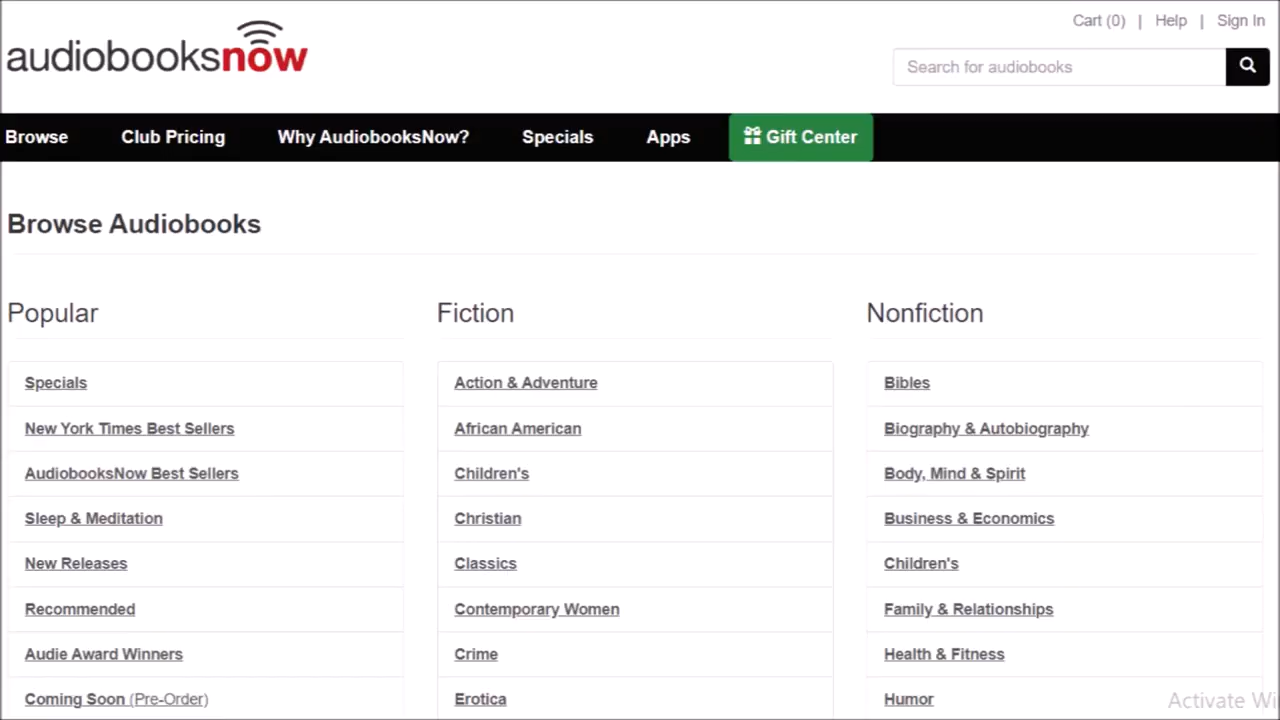 Cart (0) | Help | Sign In
audiobooksnow
Search for audiobooks
Browse Club Pricing Why AudiobooksNow? Specials Apps Gift Center
Browse Audiobooks
Popular
Specials
New York Times Best Sellers
AudiobooksNow Best Sellers
Sleep & Meditation
New Releases
Recommended
Audie Award Winners
Coming Soon (Pre-Order)
Fiction
Action & Adventure
African American
Children's
Christian
Classics
Contemporary Women
Crime
Erotica
Nonfiction
Bibles
Biography & Autobiography
Body, Mind & Spirit
Business & Economics
Children's
Family & Relationships
Health & Fitness
Humor
Activate Wi